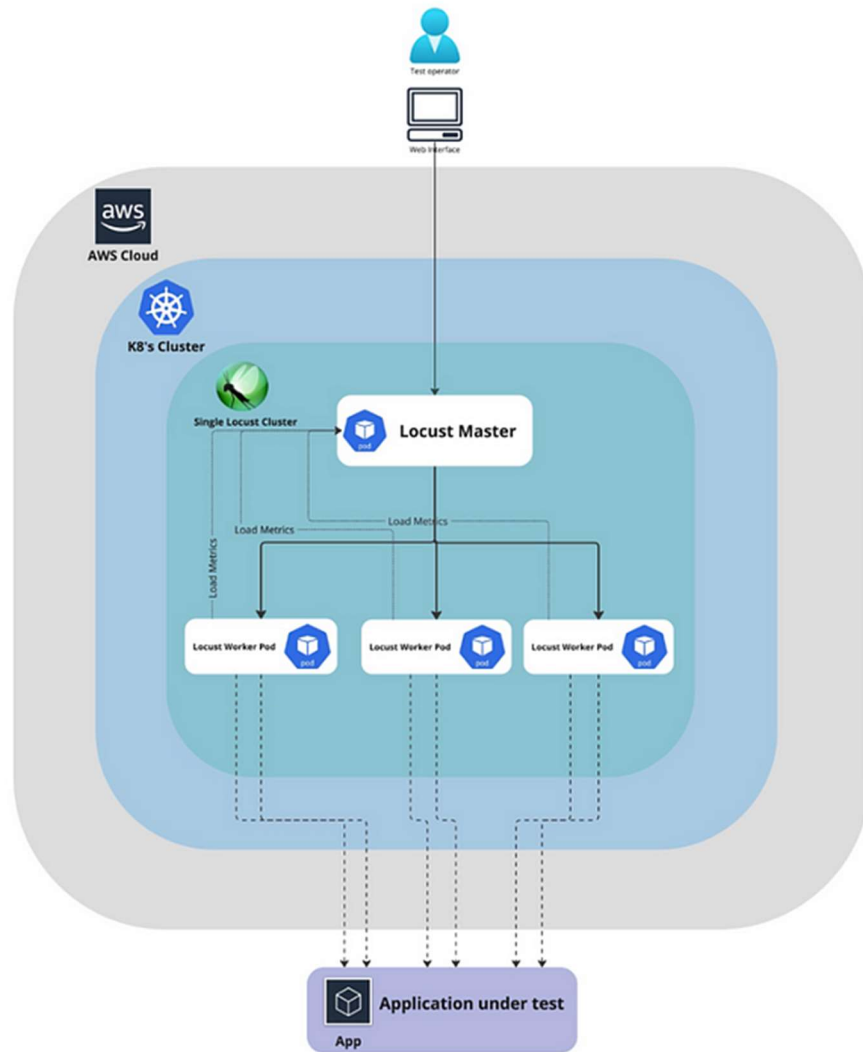 Test operator
Web Interface
aws
AWS Cloud
K8's Cluster
Single Locust Cluster
pod
Locust Master
Load Metrics
Load Metrics
Load Metrics
Locust Worker Pod
pod
Locust Worker Pod
pod
Locust Worker Pod
pod
Application under test
App